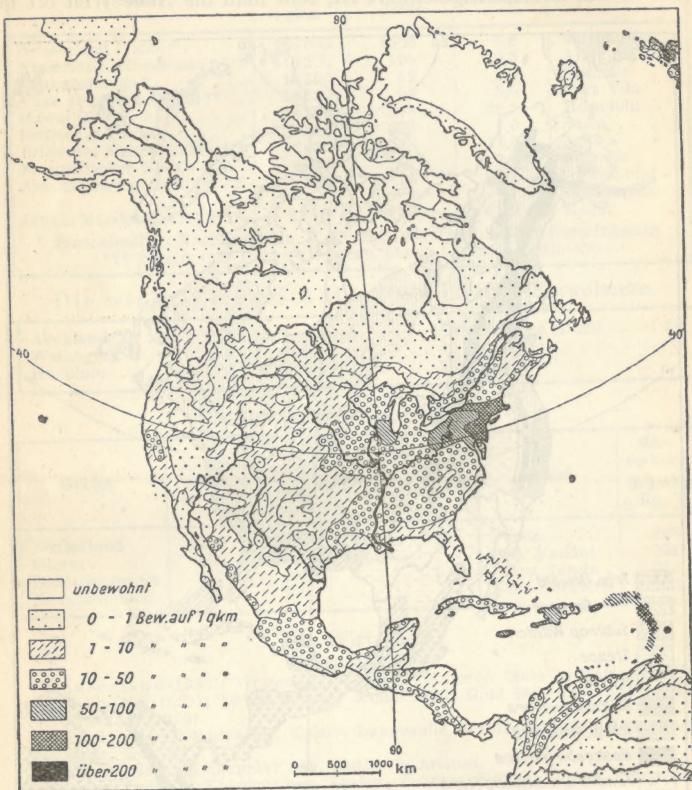 80
40
40
unbewohnt
0 - 1 Bew. auf 1 qkm
1 - 10 " " " "
10 - 50 " " " "
50-100 " " " "
100-200 " " " "
über 200 " " " "
80
0 500 1000
km